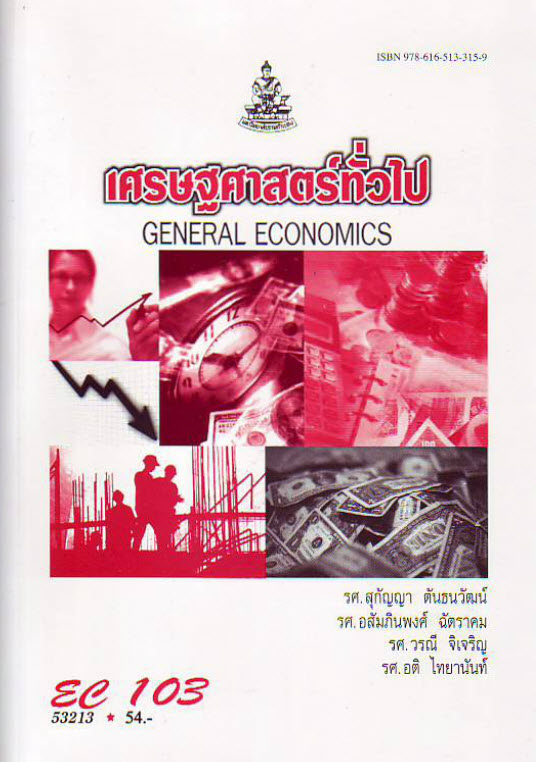 ISBN 978-616-513-315-9
เศรษฐศาสตร์ทั่วไป
GENERAL ECONOMICS
12
รศ.สุกัญญา ตันธนวัฒน์
รศ.อสัมภินพงศ์ ฉัตราคม
รศ.วรณี จิเจริญ
รศ.อติ ไทยานันท์
EC 103
53213 ★ 54.-